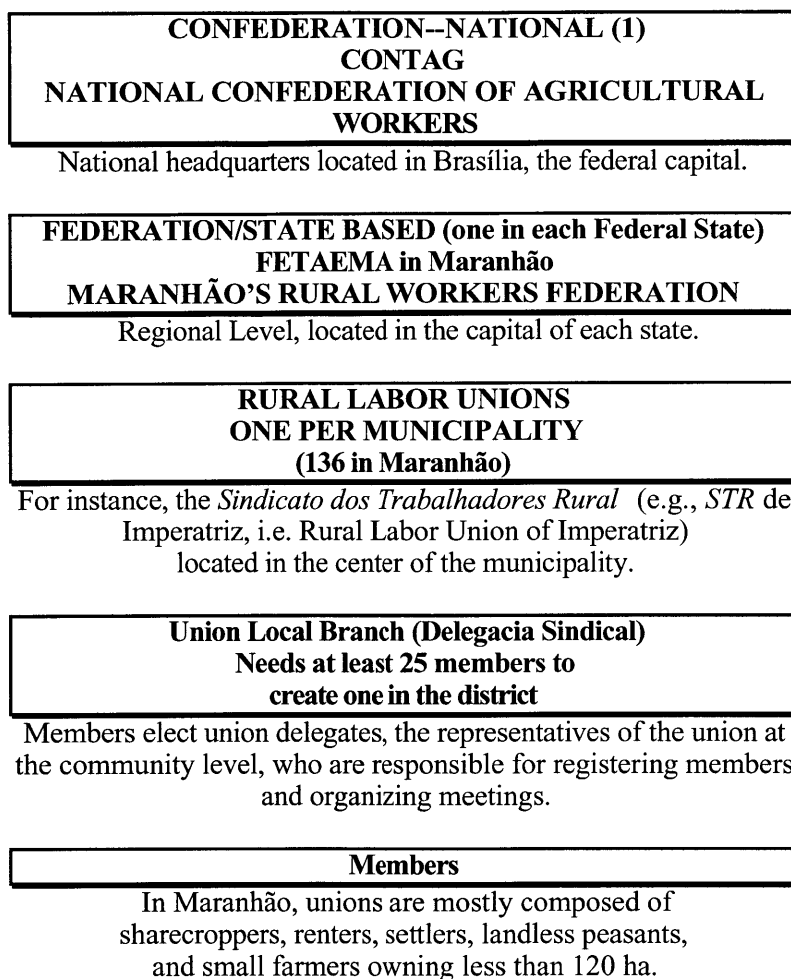 CONFEDERATION--NATIONAL (1)
CONTAG
NATIONAL CONFEDERATION OF AGRICULTURAL
WORKERS
National headquarters located in Brasília, the federal capital.
FEDERATION/STATE BASED (one in each Federal State)
FETAEMA in Maranhão
MARANHÃO'S RURAL WORKERS FEDERATION
Regional Level, located in the capital of each state.
RURAL LABOR UNIONS
ONE PER MUNICIPALITY
(136 in Maranhão)
For instance, the Sindicato dos Trabalhadores Rural (e.g., STR de
Imperatriz, i.e. Rural Labor Union of Imperatriz)
located in the center of the municipality.
Union Local Branch (Delegacia Sindical)
Needs at least 25 members to
create one in the district
Members elect union delegates, the representatives of the union at
the community level, who are responsible for registering members
and organizing meetings.
Members
In Maranhão, unions are mostly composed of
sharecroppers, renters, settlers, landless peasants,
and small farmers owning less than 120 ha.